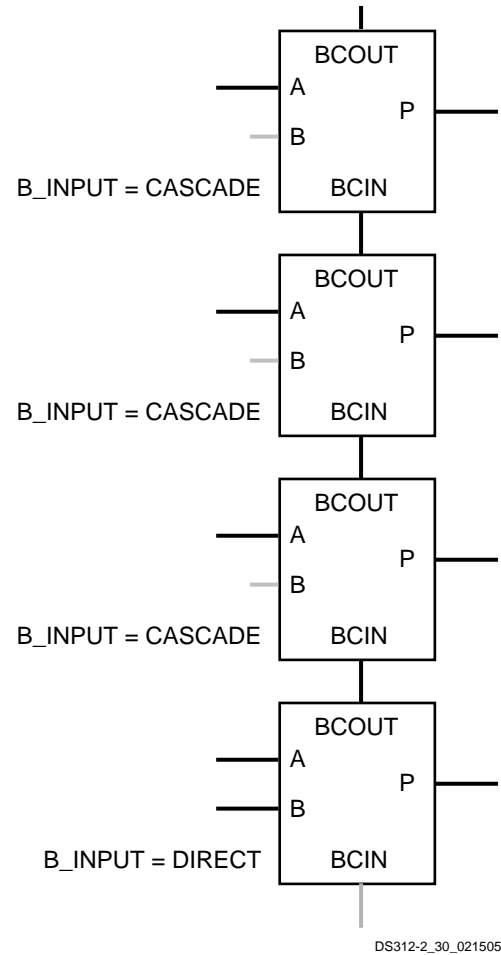 BCOUT
A
P
B
B_INPUT = CASCADE
BCIN
BCOUT
A
P
B
B_INPUT = CASCADE
BCIN
BCOUT
A
P
B
B_INPUT = CASCADE
BCIN
BCOUT
A
P
B
B_INPUT = DIRECT
BCIN
DS312-2_30_021505